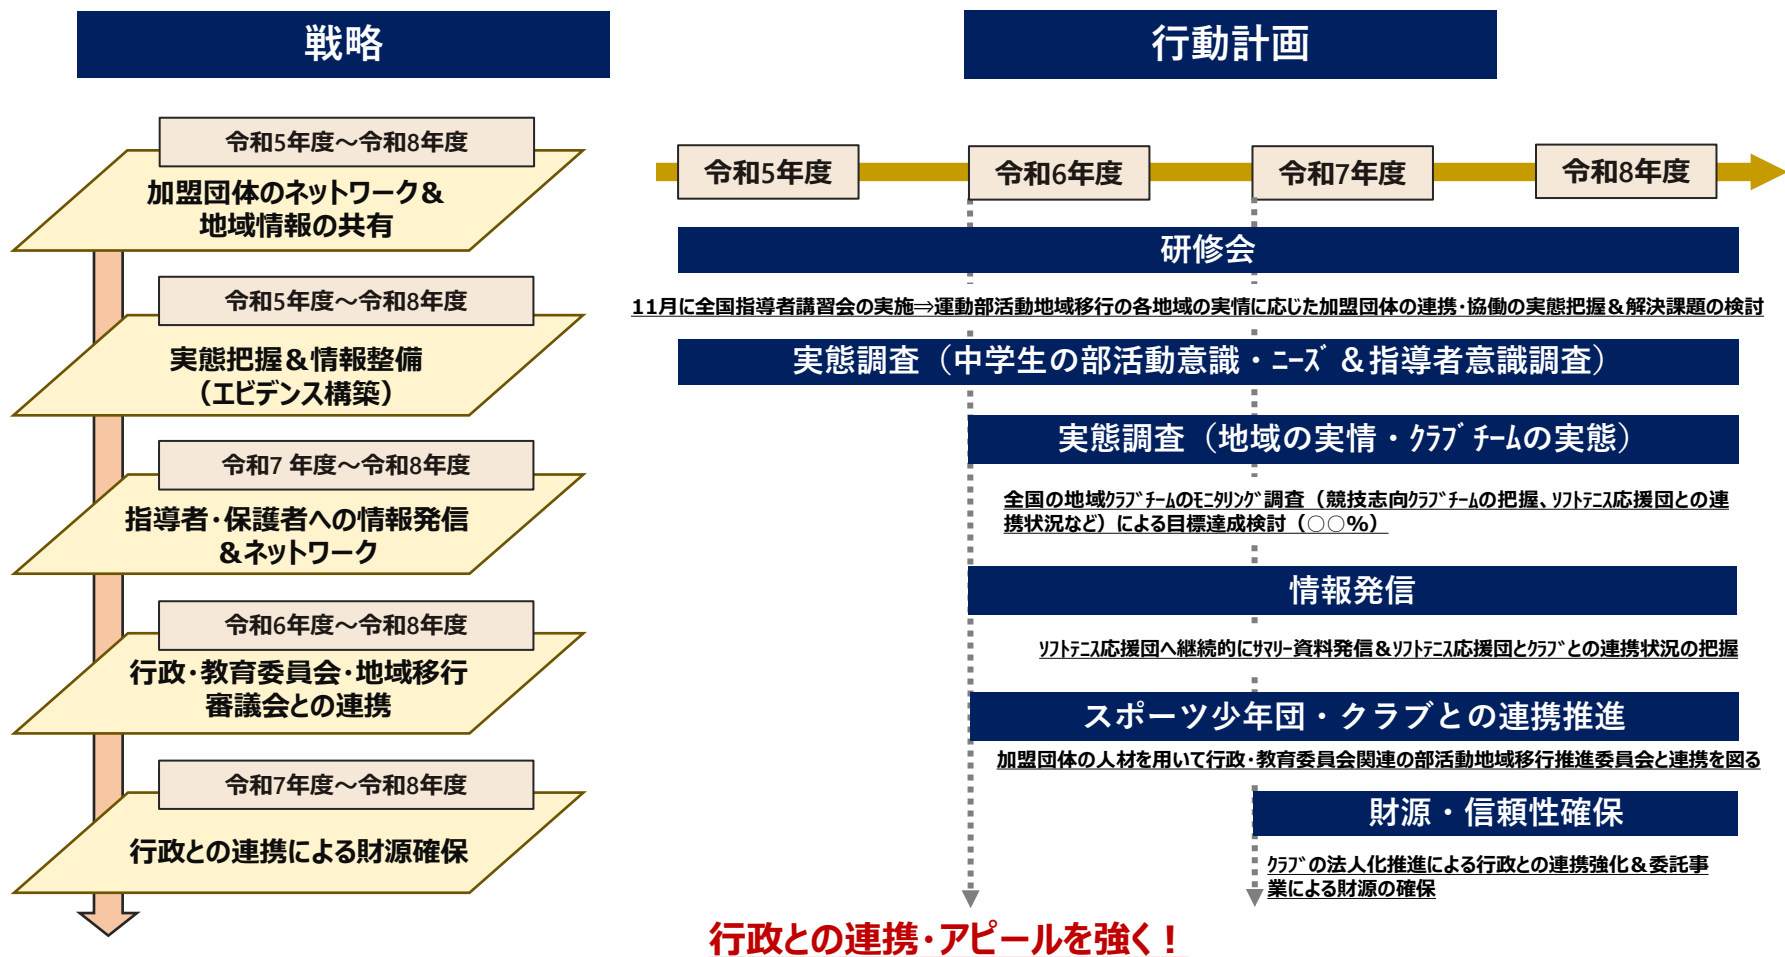 戦略
令和5年度～令和8年度
加盟団体のネットワーク＆
地域情報の共有
令和5年度～令和8年度
実態把握＆情報整備
（エビデンス構築）
令和7 年度～令和8年度
指導者・保護者への情報発信
＆ネットワーク
令和6年度～令和8年度
行政・教育委員会・地域移行
審議会との連携
令和7年度～令和8年度
行政との連携による財源確保
行動計画
令和5年度
令和6年度
令和7年度
令和8年度
研修会
11月に全国指導者講習会の実施⇒運動部活動地域移行の各地域の実情に応じた加盟団体の連携・協働の実態把握＆解決課題の検討
実態調査（中学生の部活動意識・ﾆｰｽﾞ＆指導者意識調査）
実態調査（地域の実情・ｸﾗﾌﾞﾁｰﾑの実態）
全国の地域ｸﾗﾌﾞﾁｰﾑのﾓﾆﾀﾘﾝｸﾞ調査（競技志向ｸﾗﾌﾞﾁｰﾑの把握、ｿﾌﾄﾃﾆｽ応援団との連
携状況など）による目標達成検討（○○％）
情報発信
ｿﾌﾄﾃﾆｽ応援団へ継続的にｻﾏﾘｰ資料発信＆ｿﾌﾄﾃﾆｽ応援団とｸﾗﾌﾞとの連携状況の把握
スポーツ少年団・クラブとの連携推進
加盟団体の人材を用いて行政・教育委員会関連の部活動地域移行推進委員会と連携を図る
財源・信頼性確保
ｸﾗﾌﾞの法人化推進による行政との連携強化＆委託事
業による財源の確保
行政との連携・アピールを強く！